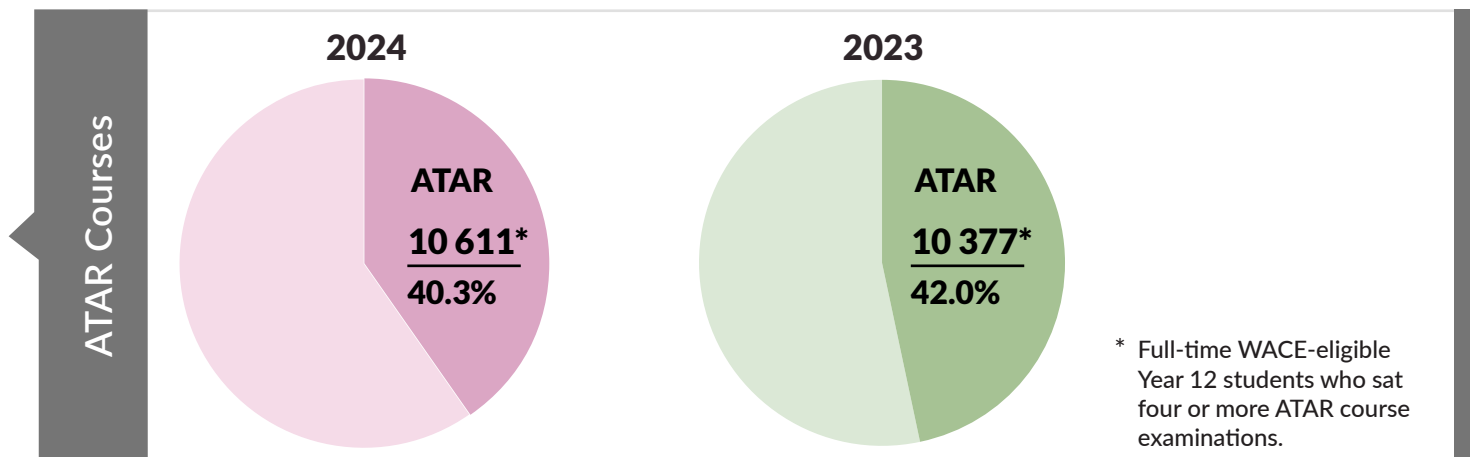 ATAR Courses
2024
ATAR
10 611*
40.3%
2023
ATAR
10 377*
42.0%
* Full-time WACE-eligible
Year 12 students who sat
four or more ATAR course
examinations.